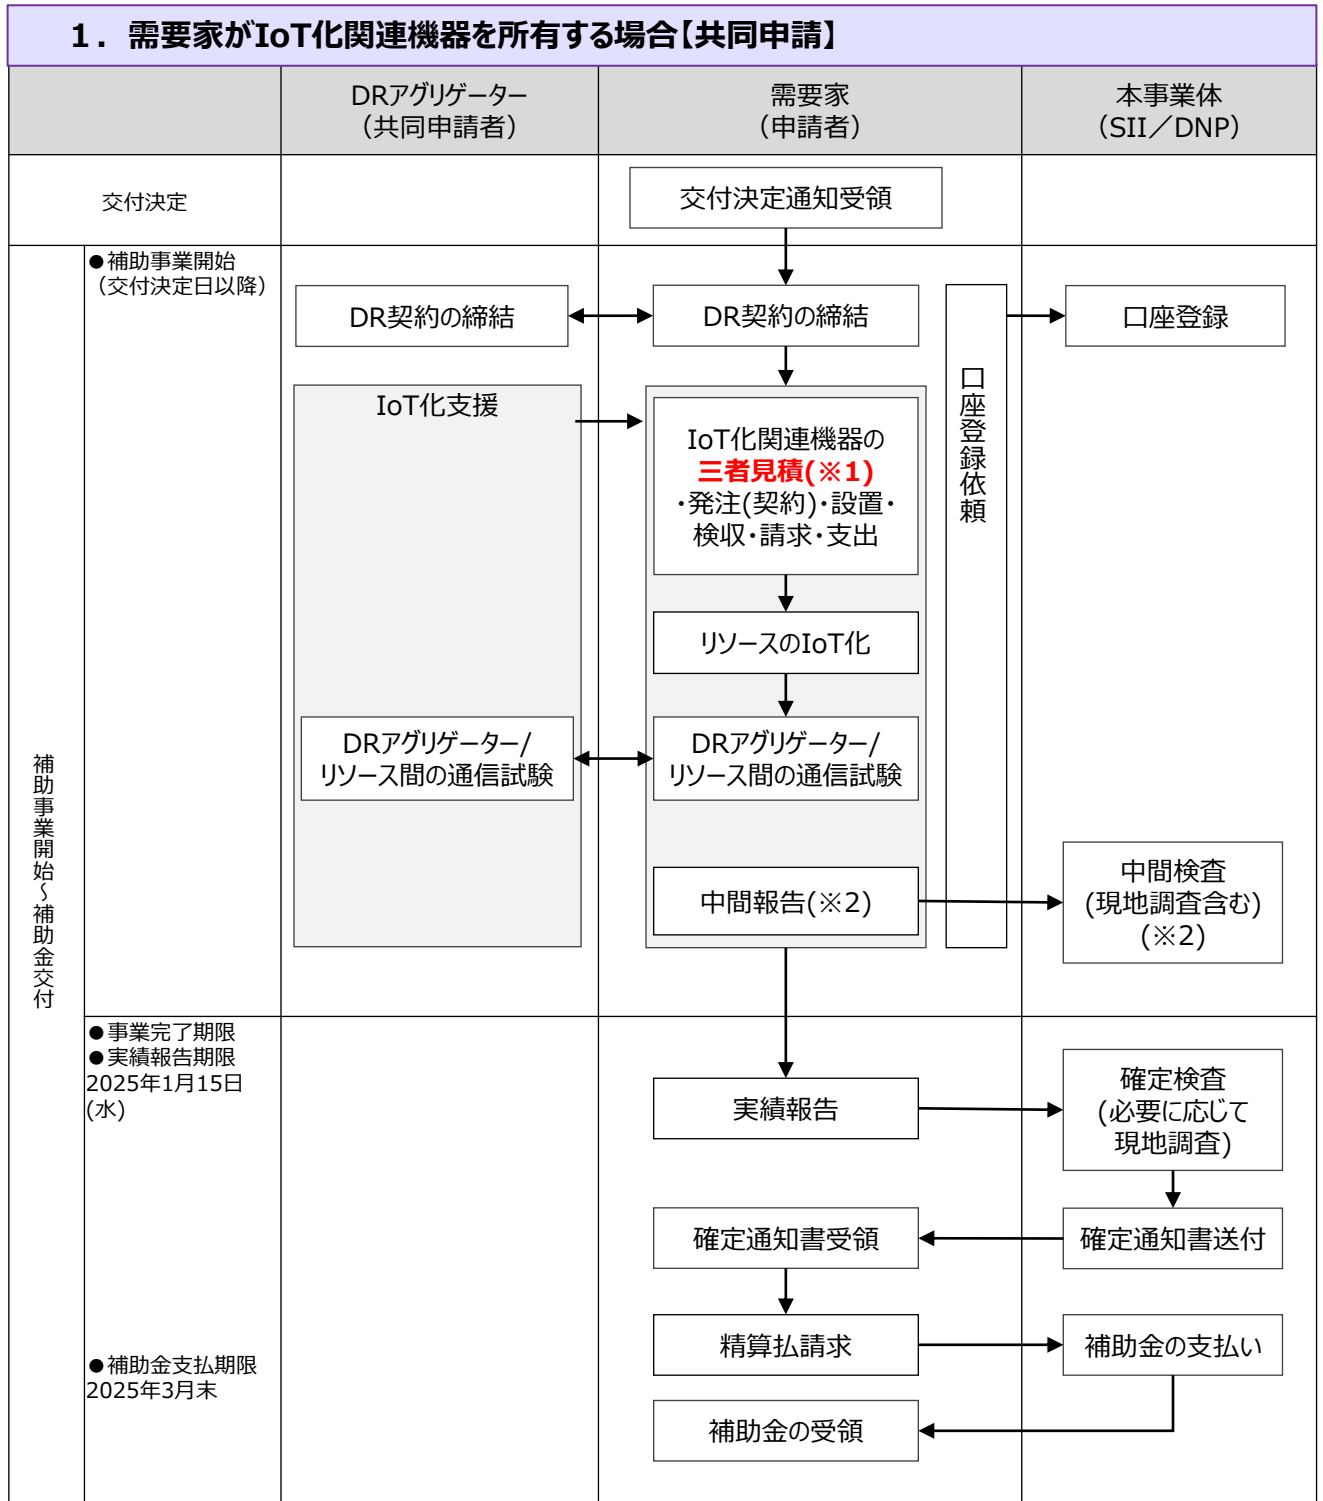 1．需要家がIoT化関連機器を所有する場合【共同申請】
DRアグリゲーター
（共同申請者）
需要家
（申請者）
本事業体
（SII／DNP）
交付決定
交付決定通知受領
補助事業開始～補助金交付
●補助事業開始
（交付決定日以降）
DR契約の締結
DR契約の締結
口座登録依頼
口座登録
IoT化支援
IoT化関連機器の
三者見積(※1)
・発注(契約)・設置・
検収・請求・支出
リソースのIoT化
DRアグリゲーター/
リソース間の通信試験
DRアグリゲーター/
リソース間の通信試験
中間報告(※2)
中間検査
(現地調査含む)
(※2)
●事業完了期限
●実績報告期限
2025年1月15日
(水)
実績報告
確定検査
(必要に応じて
現地調査)
確定通知書受領
確定通知書送付
精算払請求
補助金の支払い
●補助金支払期限
2025年3月末
補助金の受領